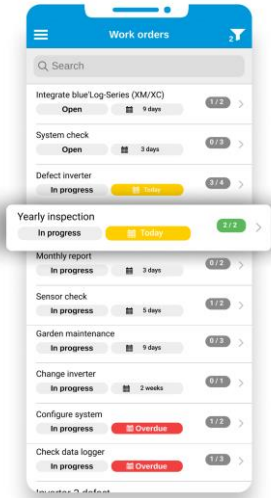 Work orders
2
Search
Integrate blue'Log-Series (XM/XC)
Open 9 days 1 / 2
System check
Open 3 days 0 / 3
Defect inverter
In progress Today 3 / 4
Yearly inspection
In progress Today 2 / 2
Monthly report
In progress 3 days 0 / 2
Sensor check
In progress 5 days 1 / 2
Garden maintenance
In progress 9 days 0 / 3
Change inverter
In progress 2 weeks 0 / 1
Configure system
In progress Overdue 1 / 2
Check data logger
In progress Overdue 1 / 3
Inverter 2 defect